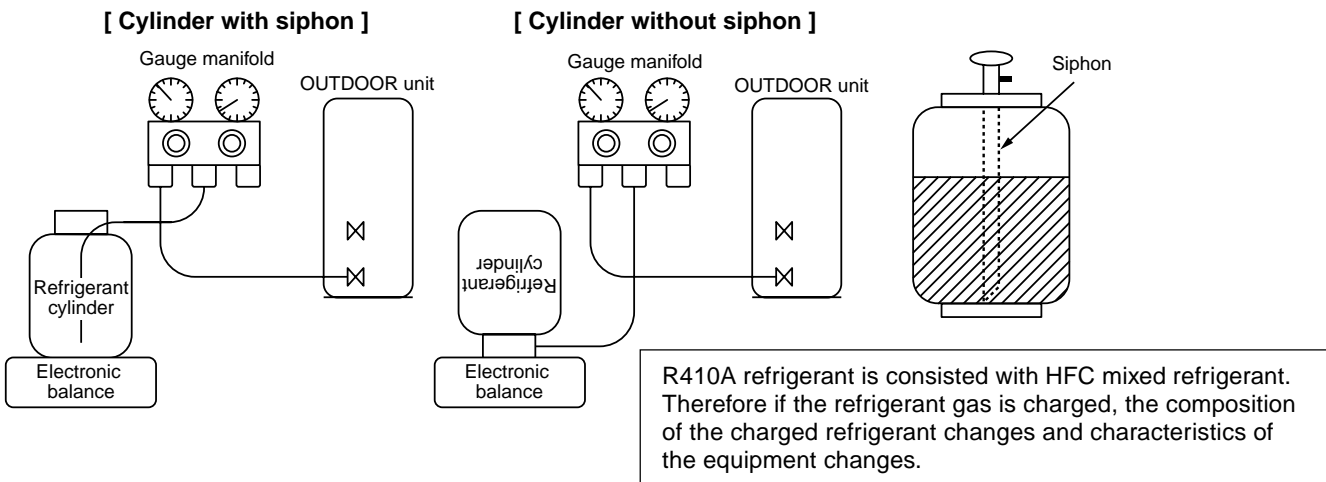 [ Cylinder with siphon ]
Gauge manifold
OUTDOOR unit
Refrigerant
cylinder
Electronic
balance
[ Cylinder without siphon ]
Gauge manifold
OUTDOOR unit
Refrigerant
cylinder
Electronic
balance
Siphon
R410A refrigerant is consisted with HFC mixed refrigerant.
Therefore if the refrigerant gas is charged, the composition
of the charged refrigerant changes and characteristics of
the equipment changes.